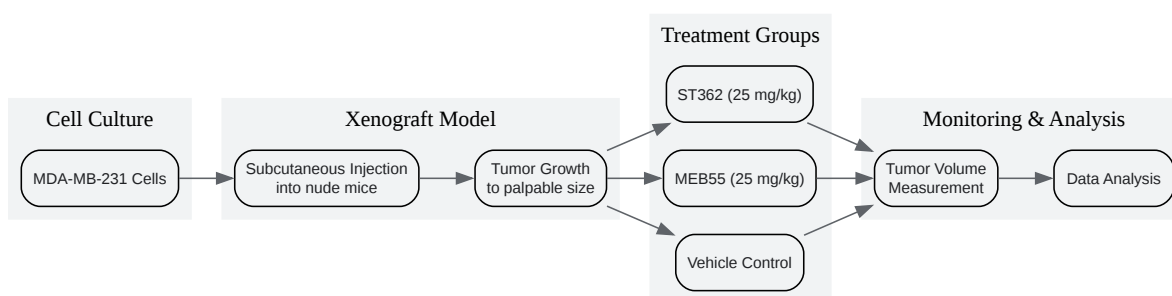 Cell Culture
MDA-MB-231 Cells
Xenograft Model
Subcutaneous Injection
into nude mice
Tumor Growth
to palpable size
Treatment Groups
ST362 (25 mg/kg)
MEB55 (25 mg/kg)
Vehicle Control
Monitoring & Analysis
Tumor Volume
Measurement
Data Analysis